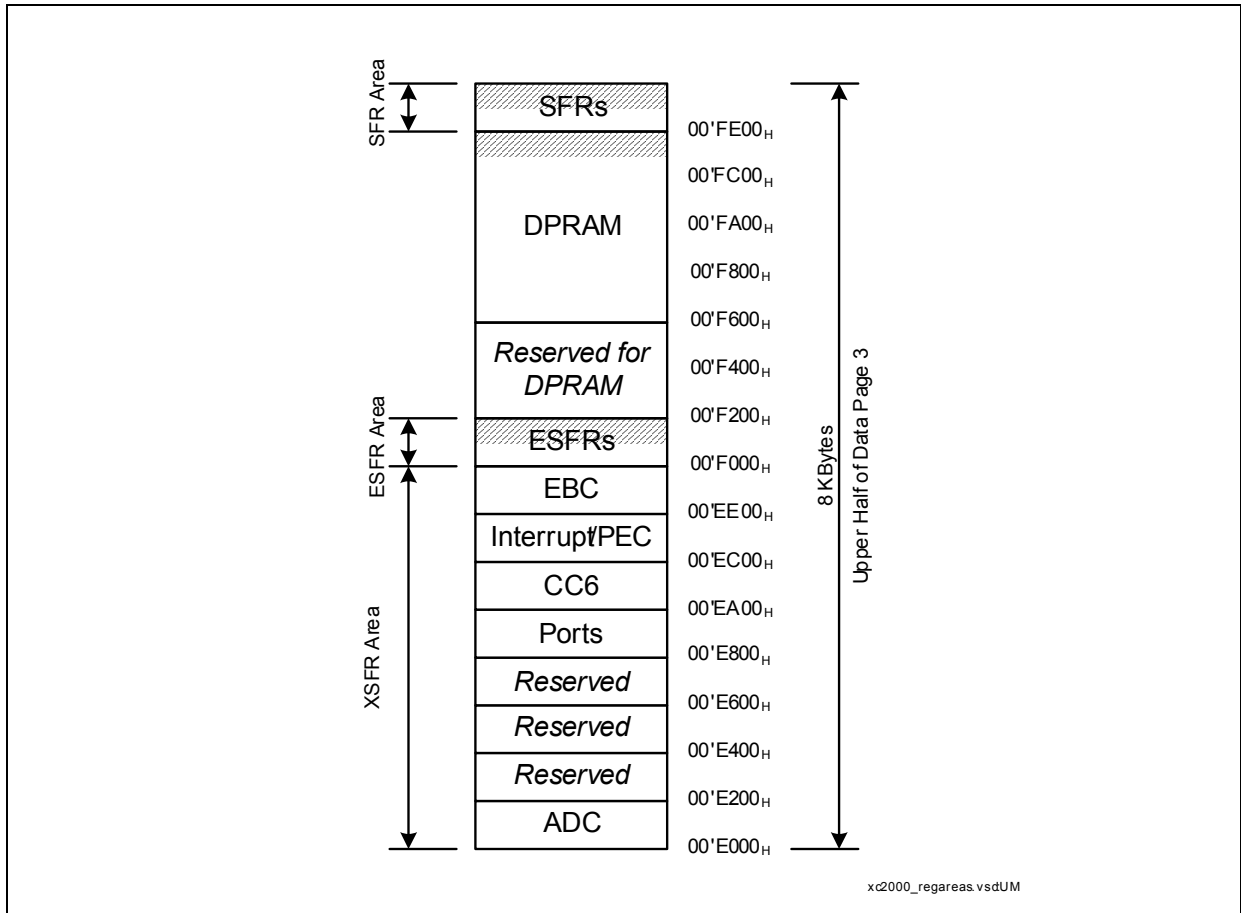 SFR Area
SFRs
00'FE00H
00'FC00H
DPRAM
00'FA00H
00'F800H
00'F600H
Reserved for
DPRAM
00'F400H
00'F200H
ESFR Area
ESFRs
00'F000H
EBC
00'EE00H
Interrupt/PEC
00'EC00H
CC6
00'EA00H
Ports
00'E800H
XSFR Area
Reserved
00'E600H
Reserved
00'E400H
Reserved
00'E200H
ADC
00'E000H
8 KBytes
Upper Half of Data Page 3
xc2000_regareas.vsdUM